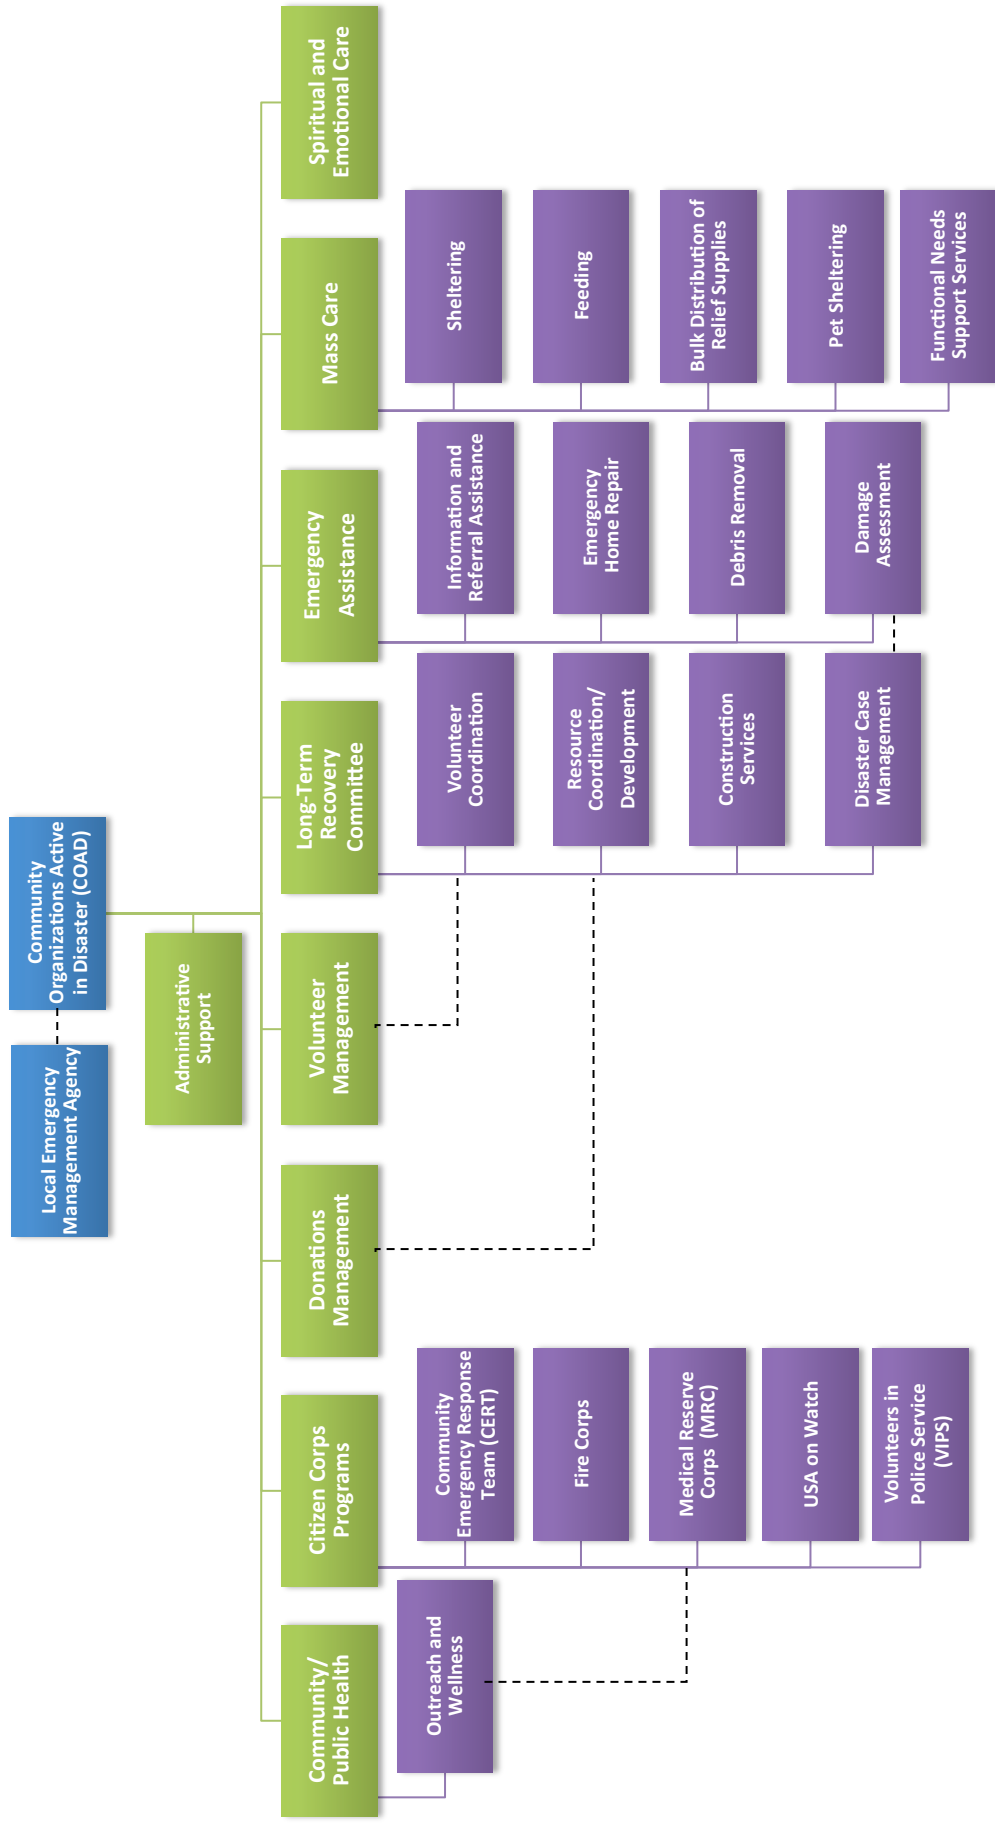 Local Emergency
Management Agency
Community
Organizations Active
in Disaster (COAD)
Administrative
Support
Community/
Public Health
Citizen Corps
Programs
Donations
Management
Volunteer
Management
Long-Term
Recovery
Committee
Emergency
Assistance
Mass Care
Spiritual and
Emotional Care
Outreach and
Wellness
Community
Emergency Response
Team (CERT)
Fire Corps
Medical Reserve
Corps (MRC)
USA on Watch
Volunteers in
Police Service
(VIPS)
Volunteer
Coordination
Resource
Coordination/
Development
Construction
Services
Disaster Case
Management
Information and
Referral Assistance
Emergency
Home Repair
Debris Removal
Damage
Assessment
Sheltering
Feeding
Bulk Distribution of
Relief Supplies
Pet Sheltering
Functional Needs
Support Services